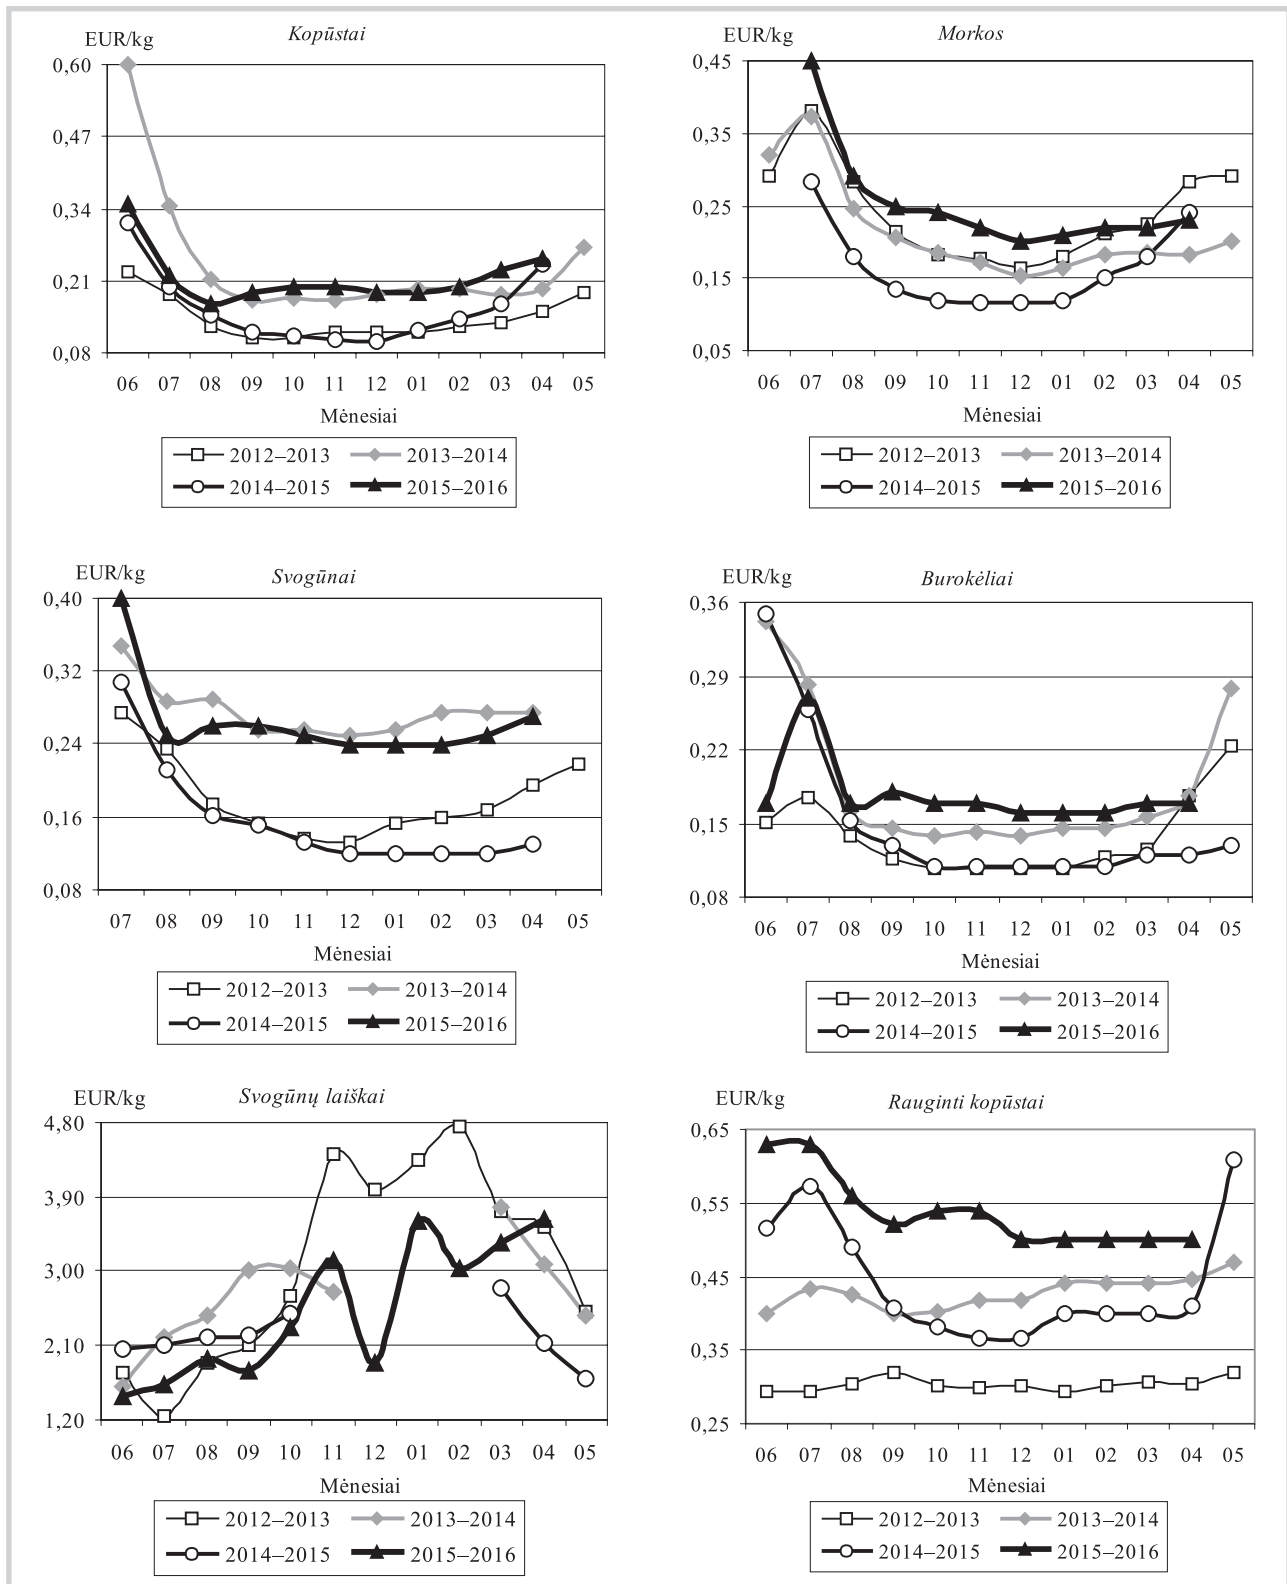 EUR/kg
Kopūstai
0,60
0,47
0,34
0,21
0,08
06 07 08 09 10 11 12 01 02 03 04 05
Mėnesiai
2012–2013 2013–2014
2014–2015 2015–2016
EUR/kg
Morkos
0,45
0,35
0,25
0,15
0,05
06 07 08 09 10 11 12 01 02 03 04 05
Mėnesiai
2012–2013 2013–2014
2014–2015 2015–2016
EUR/kg
Svogūnai
0,40
0,32
0,24
0,16
0,08
07 08 09 10 11 12 01 02 03 04 05
Mėnesiai
2012–2013 2013–2014
2014–2015 2015–2016
EUR/kg
Burokėliai
0,36
0,29
0,22
0,15
0,08
06 07 08 09 10 11 12 01 02 03 04 05
Mėnesiai
2012–2013 2013–2014
2014–2015 2015–2016
EUR/kg
Svogūnų laiškai
4,80
3,90
3,00
2,10
1,20
06 07 08 09 10 11 12 01 02 03 04 05
Mėnesiai
2012–2013 2013–2014
2014–2015 2015–2016
EUR/kg
Rauginti kopūstai
0,65
0,55
0,45
0,35
0,25
06 07 08 09 10 11 12 01 02 03 04 05
Mėnesiai
2012–2013 2013–2014
2014–2015 2015–2016